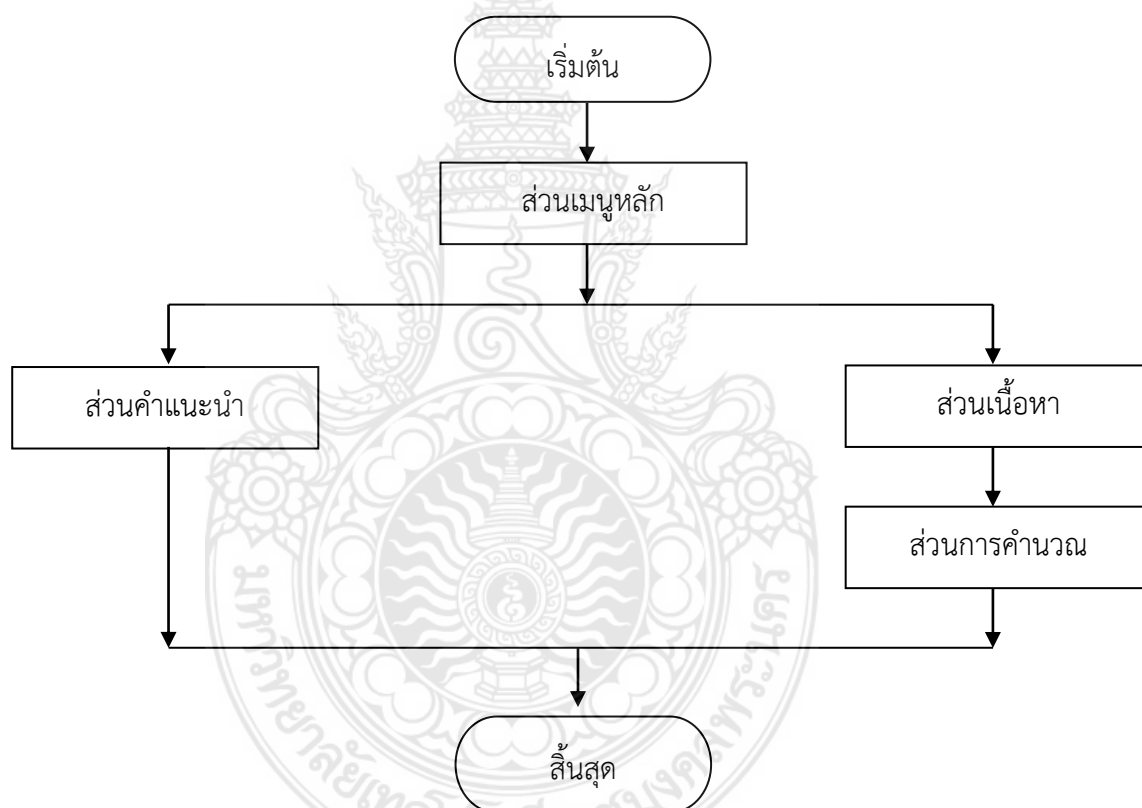 เริ่มต้น
ส่วนเมนูหลัก
ส่วนคำแนะนำ
ส่วนเนื้อหา
ส่วนการคำนวณ
สิ้นสุด